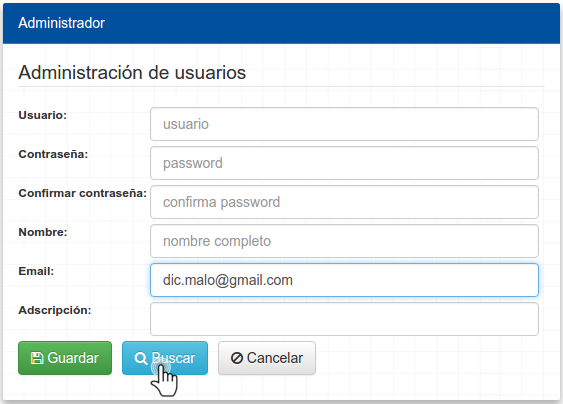 Administrador
Administración de usuarios
Usuario: usuario
Contraseña: password
Confirmar contraseña: confirma password
Nombre: nombre completo
Email: dic.malo@gmail.com
Adscripción:
Guardar Buscar Cancelar